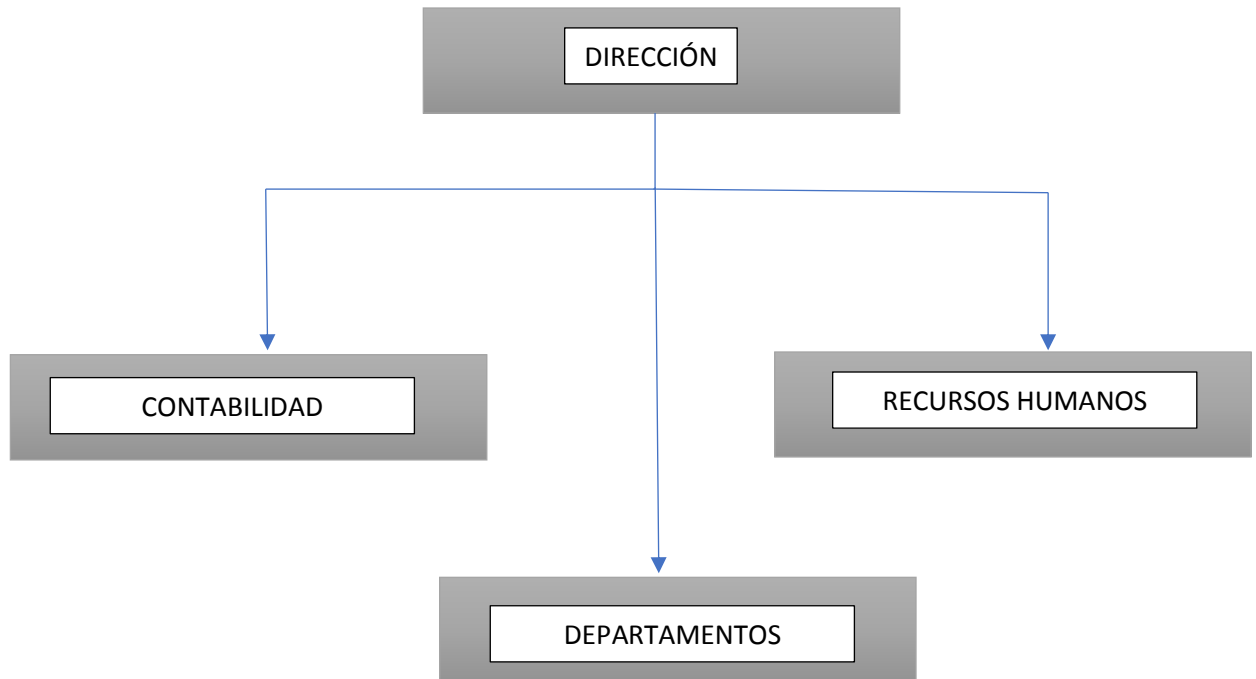 DIRECCIÓN
CONTABILIDAD
RECURSOS HUMANOS
DEPARTAMENTOS